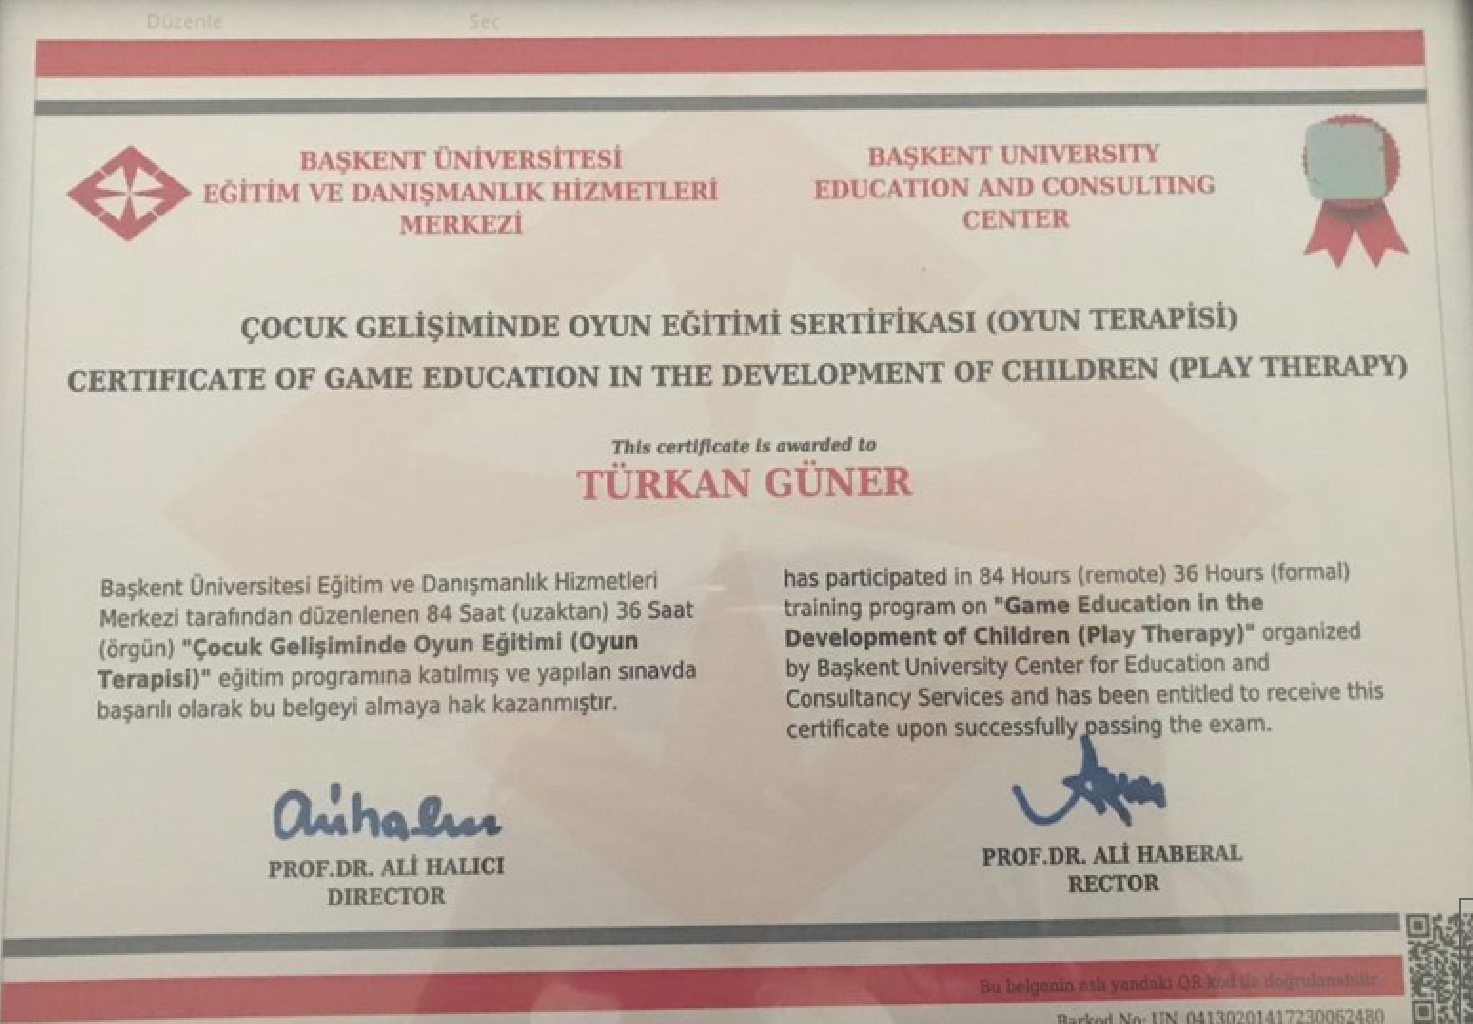 Düzenle
Sec
BAŞKENT ÜNİVERSİTESİ
EĞİTİM VE DANIŞMANLIK HİZMETLERİ
MERKEZİ
BAŞKENT UNIVERSITY
EDUCATION AND CONSULTING
CENTER
ÇOCUK GELİŞİMİNDE OYUN EĞİTİMİ SERTİFİKASI (OYUN TERAPİSİ)
CERTIFICATE OF GAME EDUCATION IN THE DEVELOPMENT OF CHILDREN (PLAY THERAPY)
This certificate is awarded to
TÜRKAN GÜNER
Başkent Üniversitesi Eğitim ve Danışmanlık Hizmetleri
Merkezi tarafından düzenlenen 84 Saat (uzaktan) 36 Saat
(örgün) "Çocuk Gelişiminde Oyun Eğitimi (Oyun
Terapisi)" eğitim programına katılmış ve yapılan sınavda
başarılı olarak bu belgeyi almaya hak kazanmıştır.
has participated in 84 Hours (remote) 36 Hours (formal)
training program on "Game Education in the
Development of Children (Play Therapy)" organized
by Başkent University Center for Education and
Consultancy Services and has been entitled to receive this
certificate upon successfully passing the exam.
PROF.DR. ALİ HALICI
DIRECTOR
PROF.DR. ALİ HABERAL
RECTOR
Bu belgenin aslı yandaki QR kod ile doğrulanabilir
Barkod No: UN_04130201417230062480